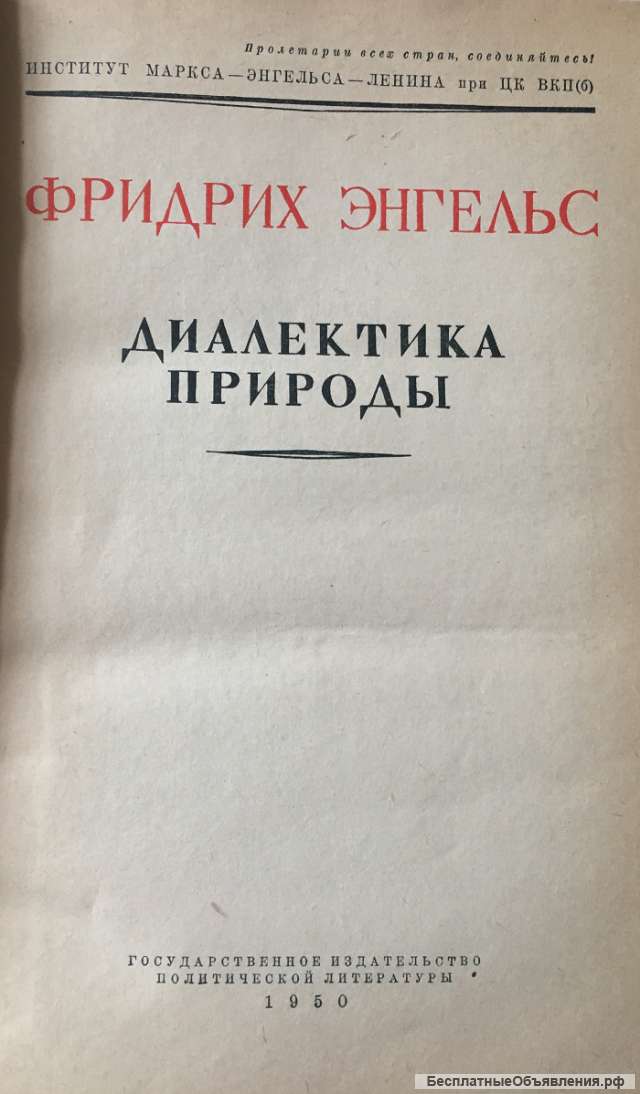 Пролетарии всех стран, соединяйтесь!
ИНСТИТУТ МАРКСА—ЭНГЕЛЬСА—ЛЕНИНА при ЦК ВКП(б)
ФРИДРИХ ЭНГЕЛЬС
ДИАЛЕКТИКА
ПРИРОДЫ
ГОСУДАРСТВЕННОЕ ИЗДАТЕЛЬСТВО
ПОЛИТИЧЕСКОЙ ЛИТЕРАТУРЫ
1950
БесплатныеОбъявления.рф